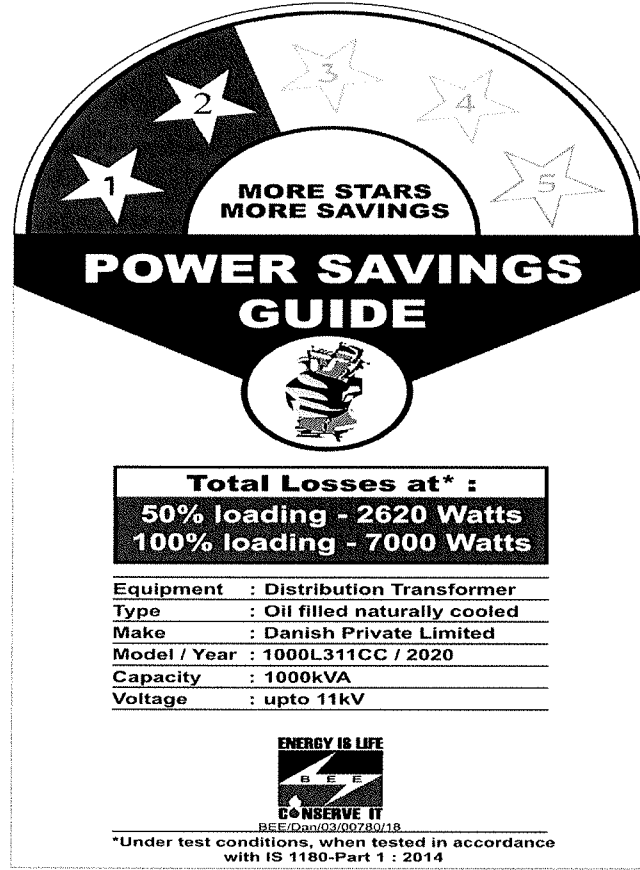 1 2 3 4 5
MORE STARS
MORE SAVINGS
POWER SAVINGS
GUIDE
Total Losses at* :
50% loading - 2620 Watts
100% loading - 7000 Watts
Equipment : Distribution Transformer
Type : Oil filled naturally cooled
Make : Danish Private Limited
Model / Year : 1000L311CC / 2020
Capacity : 1000kVA
Voltage : upto 11kV
ENERGY IS LIFE
BEE
CONSERVE IT
BEE/Dan/03/00780/18
*Under test conditions, when tested in accordance
with IS 1180-Part 1 : 2014